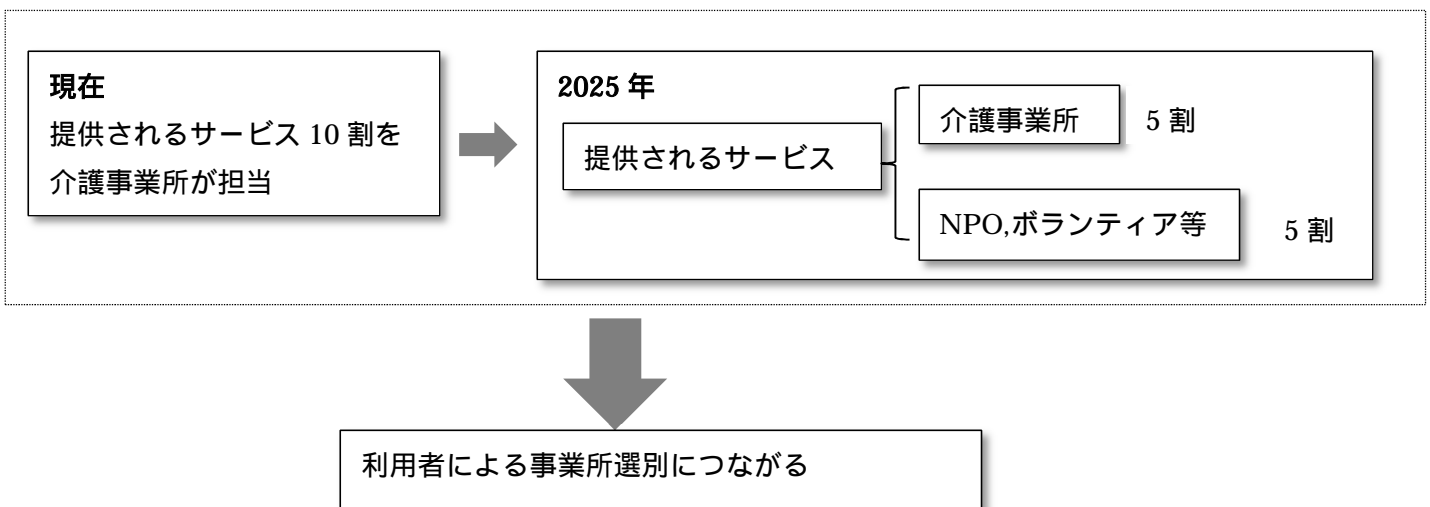 現在
提供されるサービス 10 割を
介護事業所が担当
2025 年
提供されるサービス
介護事業所
5 割
NPO,ボランティア等
5 割
利用者による事業所選別につながる